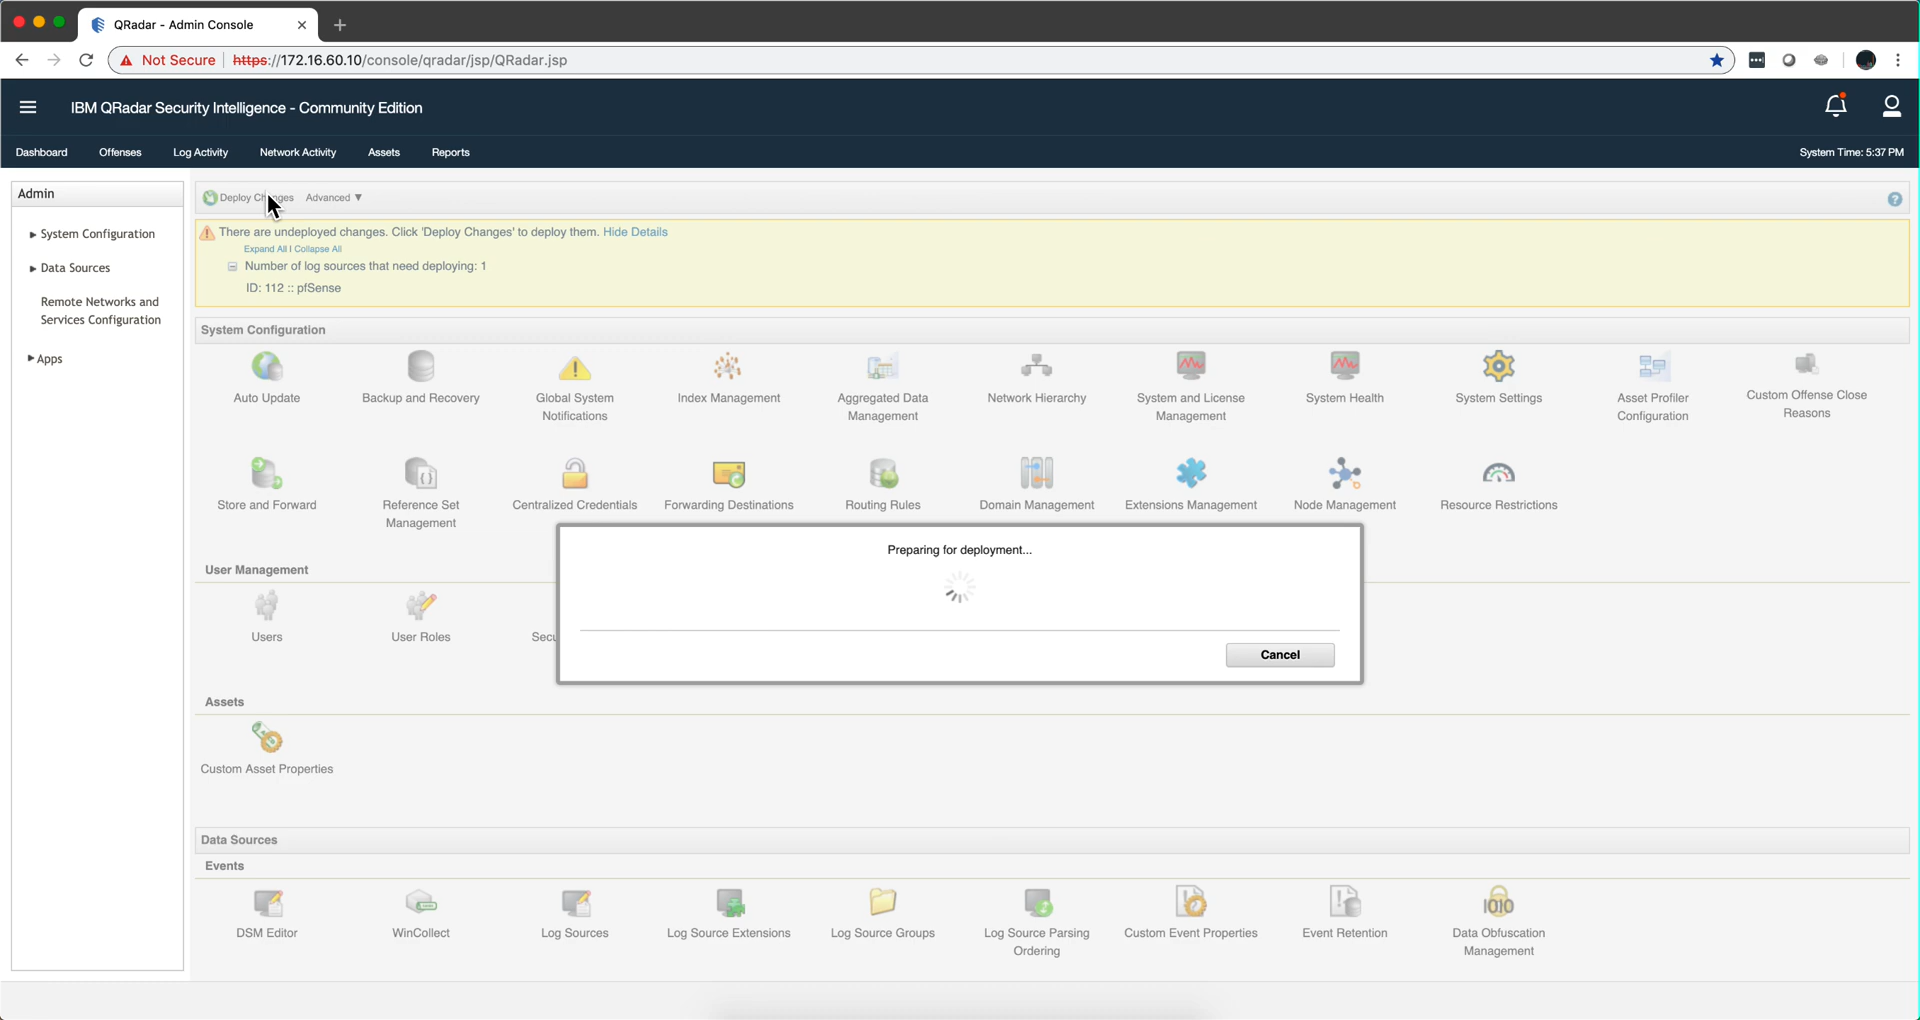 QRadar - Admin Console
Not Secure https://172.16.60.10/console/qradar/jsp/QRadar.jsp
IBM QRadar Security Intelligence - Community Edition
Dashboard Offenses Log Activity Network Activity Assets Reports System Time: 5:37 PM
Admin
System Configuration
Data Sources
Remote Networks and
Services Configuration
Apps
Deploy Changes Advanced ▼
There are undeployed changes. Click 'Deploy Changes' to deploy them. Hide Details
Expand All | Collapse All
Number of log sources that need deploying: 1
ID: 112 :: pfSense
System Configuration
Auto Update
Backup and Recovery
Global System
Notifications
Index Management
Aggregated Data
Management
Network Hierarchy
System and License
Management
System Health
System Settings
Asset Profiler
Configuration
Custom Offense Close
Reasons
Store and Forward
Reference Set
Management
Centralized Credentials
Forwarding Destinations
Routing Rules
Domain Management
Extensions Management
Node Management
Resource Restrictions
Preparing for deployment...
Cancel
User Management
Users
User Roles
Secu
Assets
Custom Asset Properties
Data Sources
Events
DSM Editor
WinCollect
Log Sources
Log Source Extensions
Log Source Groups
Log Source Parsing
Ordering
Custom Event Properties
Event Retention
Data Obfuscation
Management